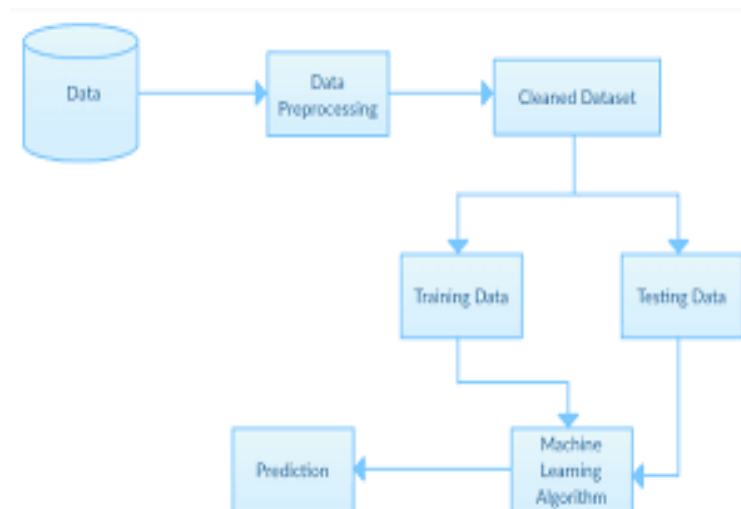 Data
Data
Preprocessing
Cleaned Dataset
Training Data
Testing Data
Prediction
Machine
Learning
Algorithm